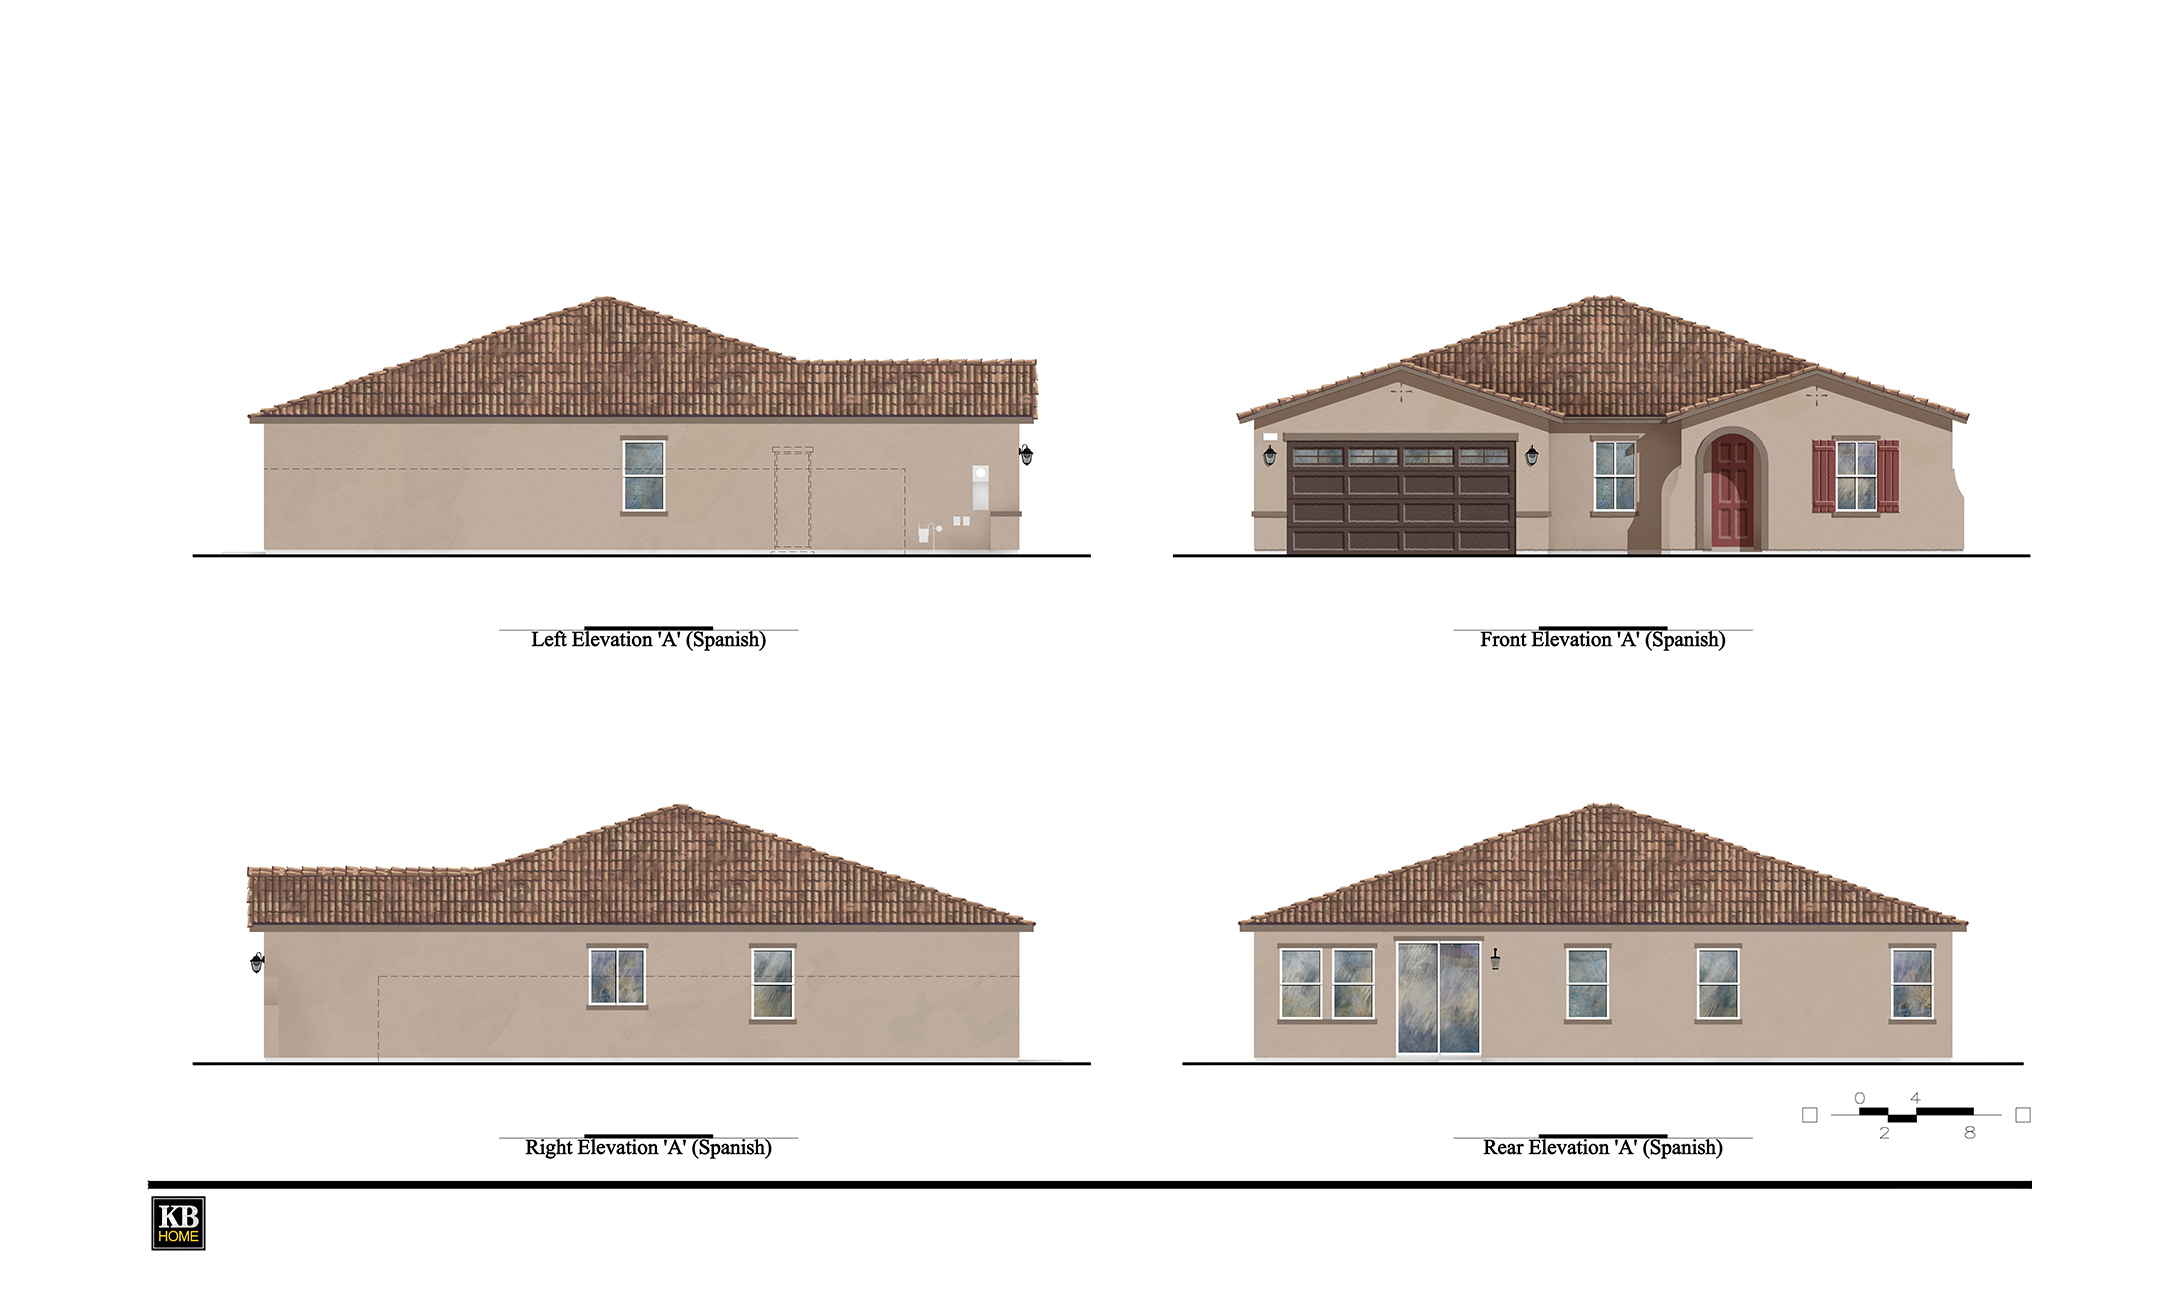 Left Elevation 'A' (Spanish)
Front Elevation 'A' (Spanish)
Right Elevation 'A' (Spanish)
Rear Elevation 'A' (Spanish)
0 4
2 8
KB
HOME